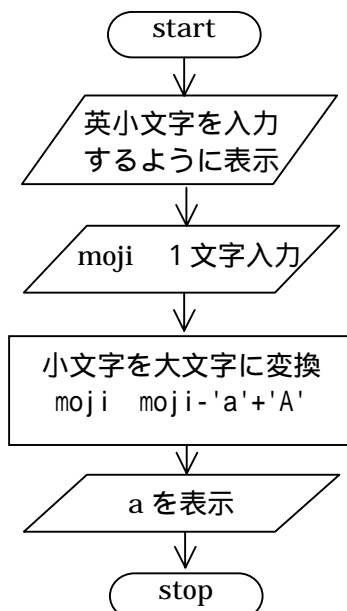 start
英小文字を入力
するように表示
moji 1文字入力
小文字を大文字に変換
moji moji-'a'+'A'
aを表示
stop